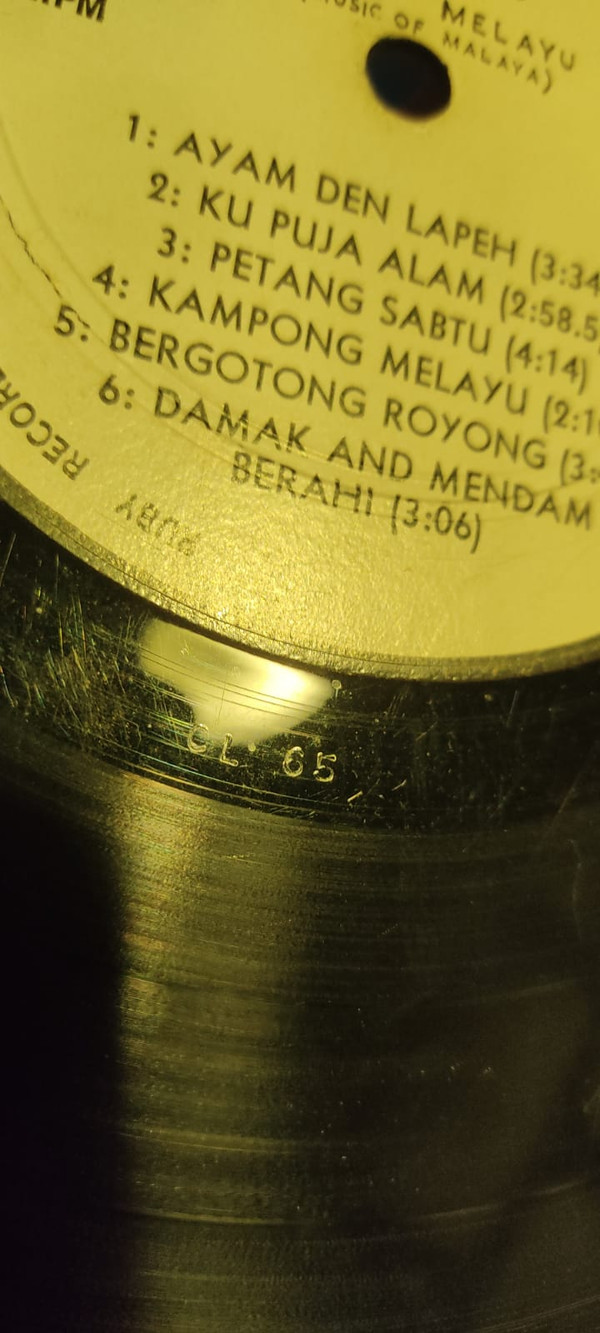 RPM
MELAYU
(MUSIC OF MALAYA)
1: AYAM DEN LAPEH (3:34
2: KU PUJA ALAM (2:58.5
3: PETANG SABTU (4:14)
4: KAMPONG MELAYU (2:1
5: BERGOTONG ROYONG (3:
6: DAMAK AND MENDAM
BERAHI (3:06)
RUBY RECORD
CL 65